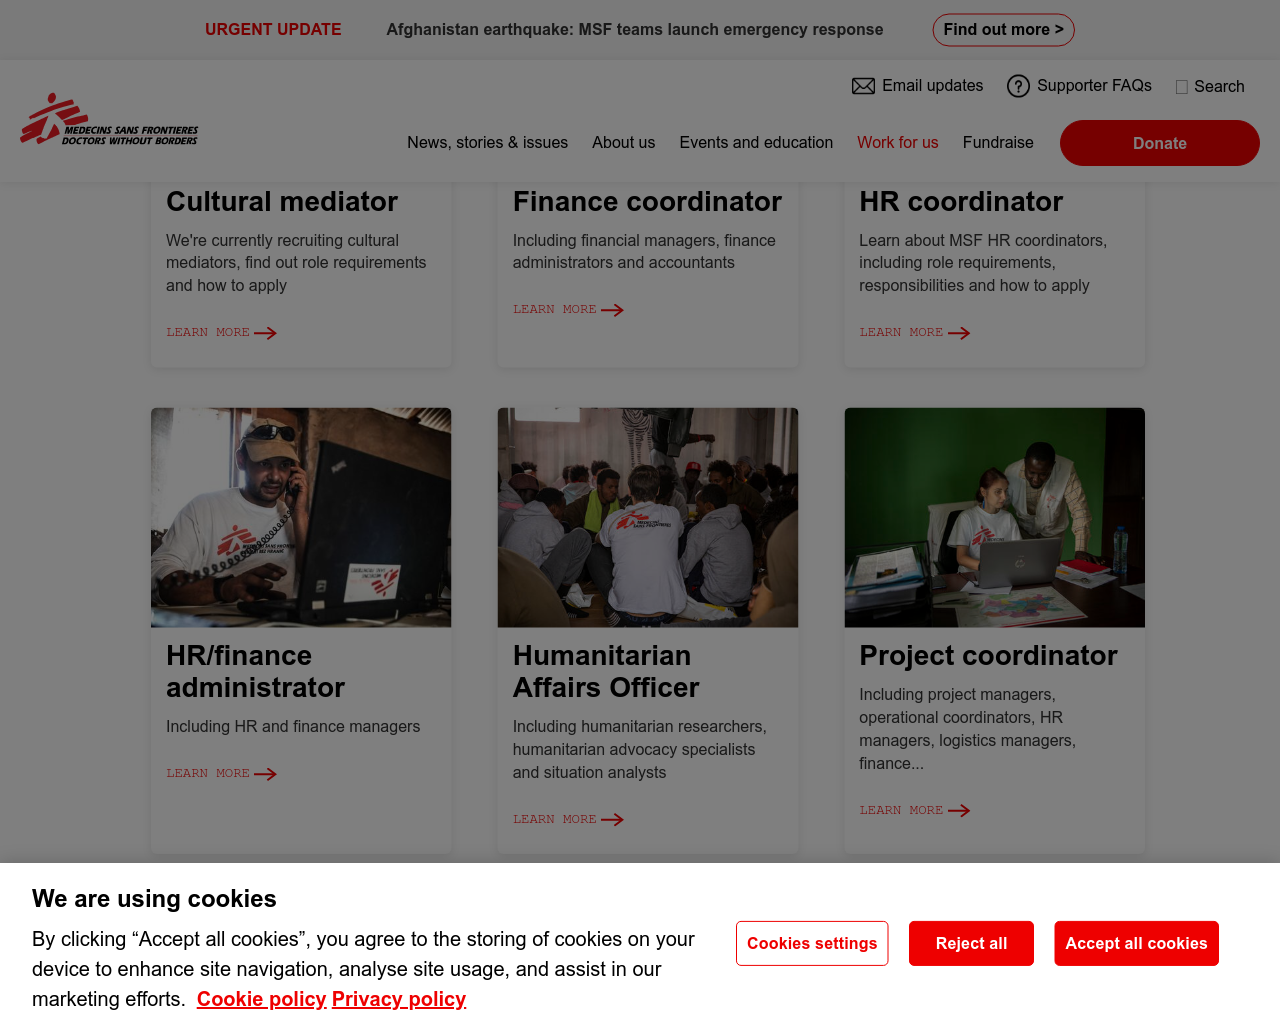 URGENT UPDATE
Afghanistan earthquake: MSF teams launch emergency response
Find out more >
Email updates
Supporter FAQs
Search
MEDECINS SANS FRONTIERES
DOCTORS WITHOUT BORDERS
News, stories & issues
About us
Events and education
Work for us
Fundraise
Donate
Cultural mediator
We're currently recruiting cultural
mediators, find out role requirements
and how to apply
LEARN MORE
Finance coordinator
Including financial managers, finance
administrators and accountants
LEARN MORE
HR coordinator
Learn about MSF HR coordinators,
including role requirements,
responsibilities and how to apply
LEARN MORE
MEDECINS
SANS FRONTIERES
HR/finance
administrator
Including HR and finance managers
LEARN MORE
Humanitarian
Affairs Officer
Including humanitarian researchers,
humanitarian advocacy specialists
and situation analysts
LEARN MORE
Project coordinator
Including project managers,
operational coordinators, HR
managers, logistics managers,
finance...
LEARN MORE
We are using cookies
By clicking “Accept all cookies”, you agree to the storing of cookies on your
device to enhance site navigation, analyse site usage, and assist in our
marketing efforts. Cookie policy Privacy policy
Cookies settings
Reject all
Accept all cookies